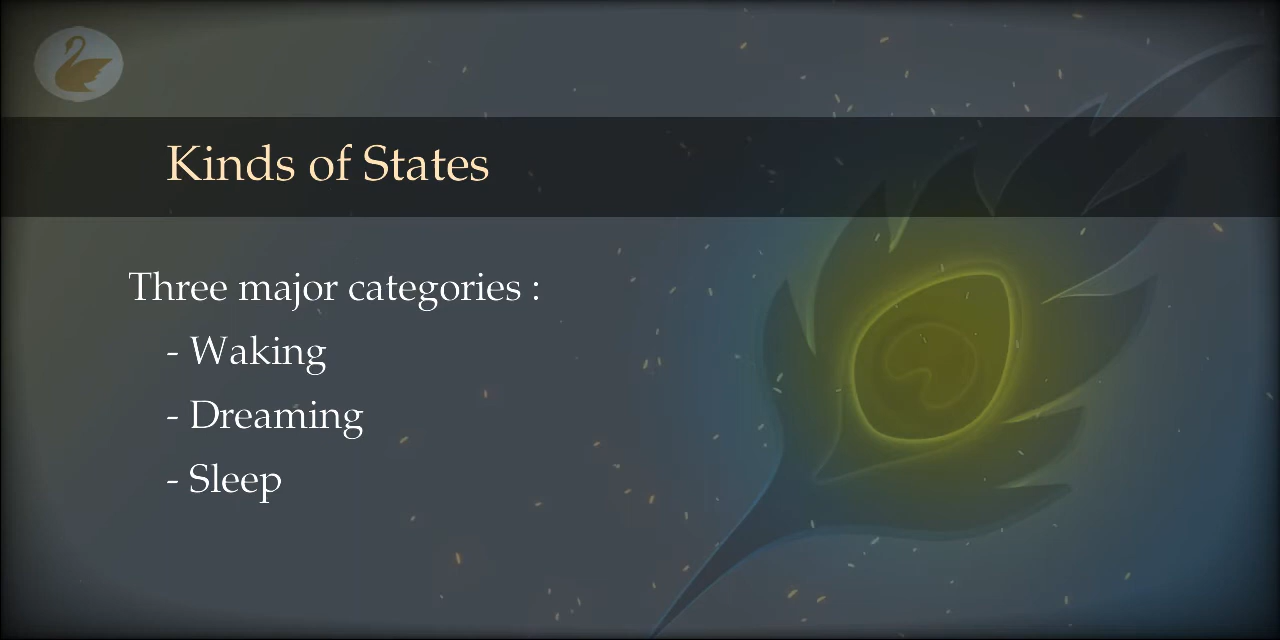 Kinds of States
Three major categories :
- Waking
- Dreaming
- Sleep